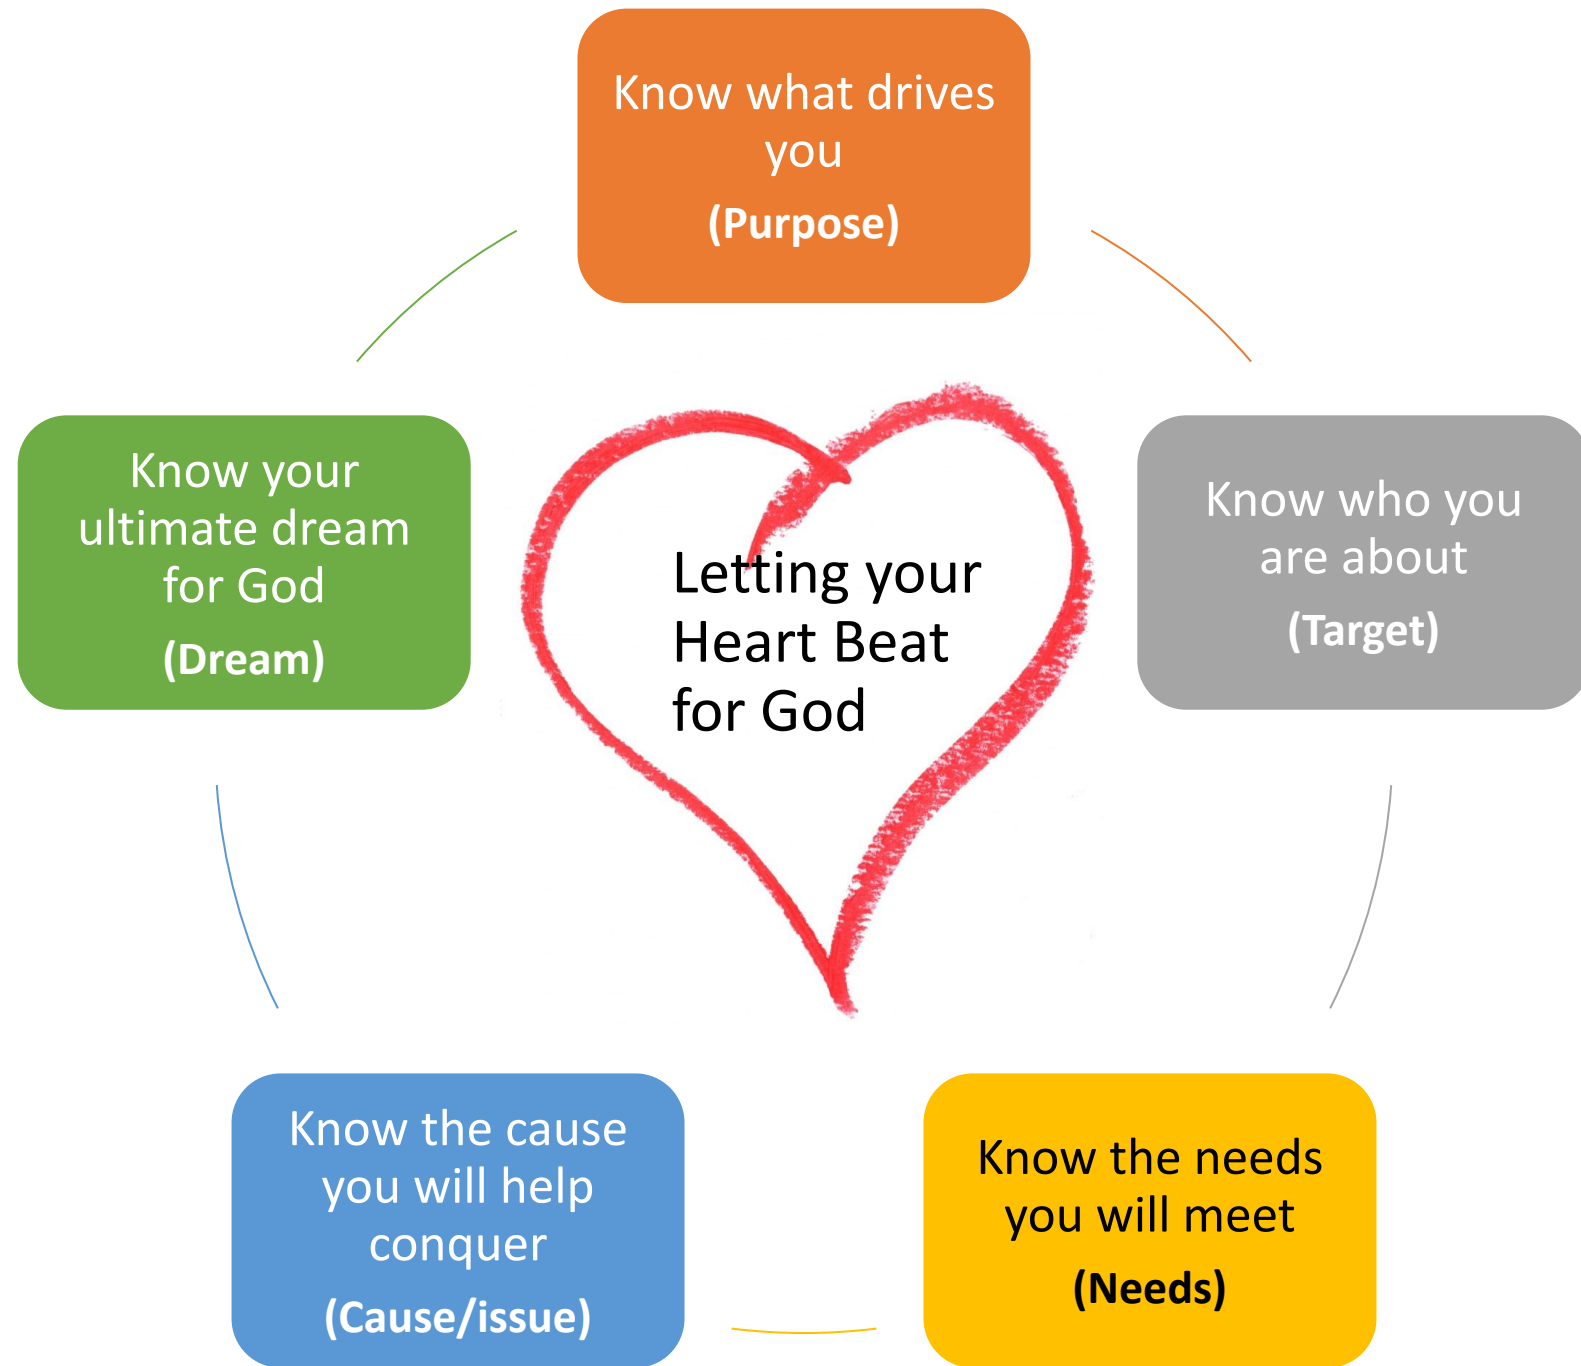 Know what drives
you
(Purpose)
Know who you
are about
(Target)
Know the needs
you will meet
(Needs)
Know the cause
you will help
conquer
(Cause/issue)
Know your
ultimate dream
for God
(Dream)
Letting your
Heart Beat
for God